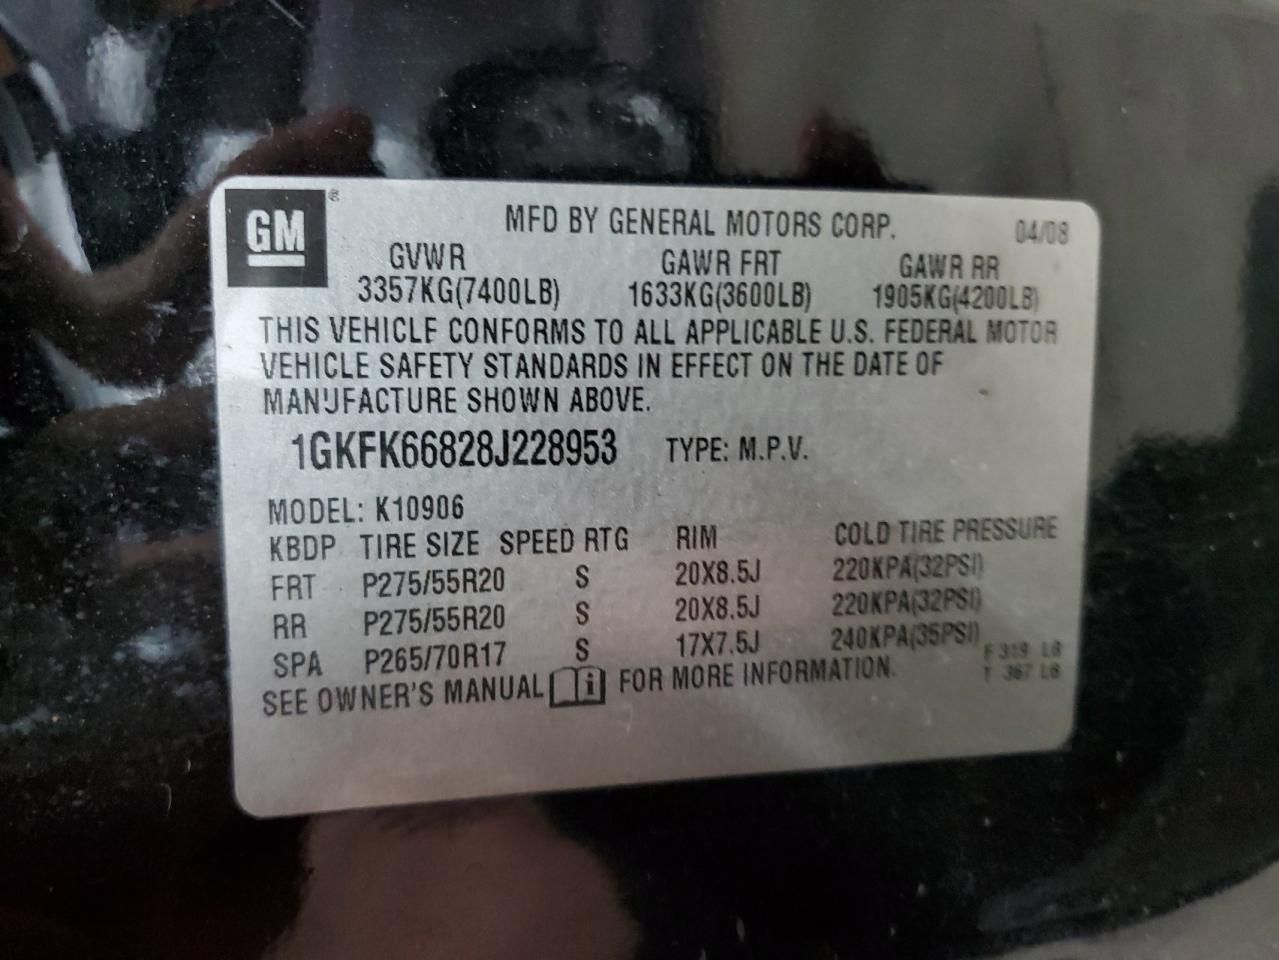 GM ®
MFD BY GENERAL MOTORS CORP. 04/08
GVWR GAWR FRT GAWR RR
3357KG(7400LB) 1633KG(3600LB) 1905KG(4200LB)
THIS VEHICLE CONFORMS TO ALL APPLICABLE U.S. FEDERAL MOTOR
VEHICLE SAFETY STANDARDS IN EFFECT ON THE DATE OF
MANUFACTURE SHOWN ABOVE.
1GKFK66828J228953 TYPE: M.P.V.
MODEL: K10906
KBDP TIRE SIZE SPEED RTG RIM COLD TIRE PRESSURE
FRT P275/55R20 S 20X8.5J 220KPA(32PSI)
RR P275/55R20 S 20X8.5J 220KPA(32PSI)
SPA P265/70R17 S 17X7.5J 240KPA(35PSI)
F 319 LB
T 367 LB
SEE OWNER'S MANUAL i FOR MORE INFORMATION.